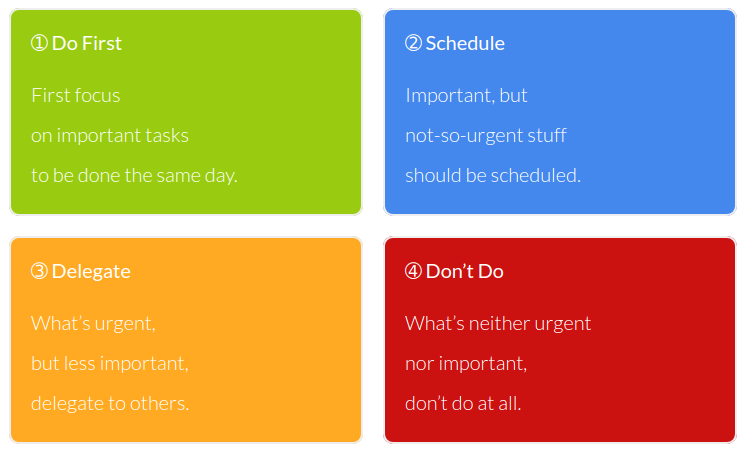 ① Do First
First focus
on important tasks
to be done the same day.
② Schedule
Important, but
not-so-urgent stuff
should be scheduled.
③ Delegate
What’s urgent,
but less important,
delegate to others.
④ Don’t Do
What’s neither urgent
nor important,
don’t do at all.